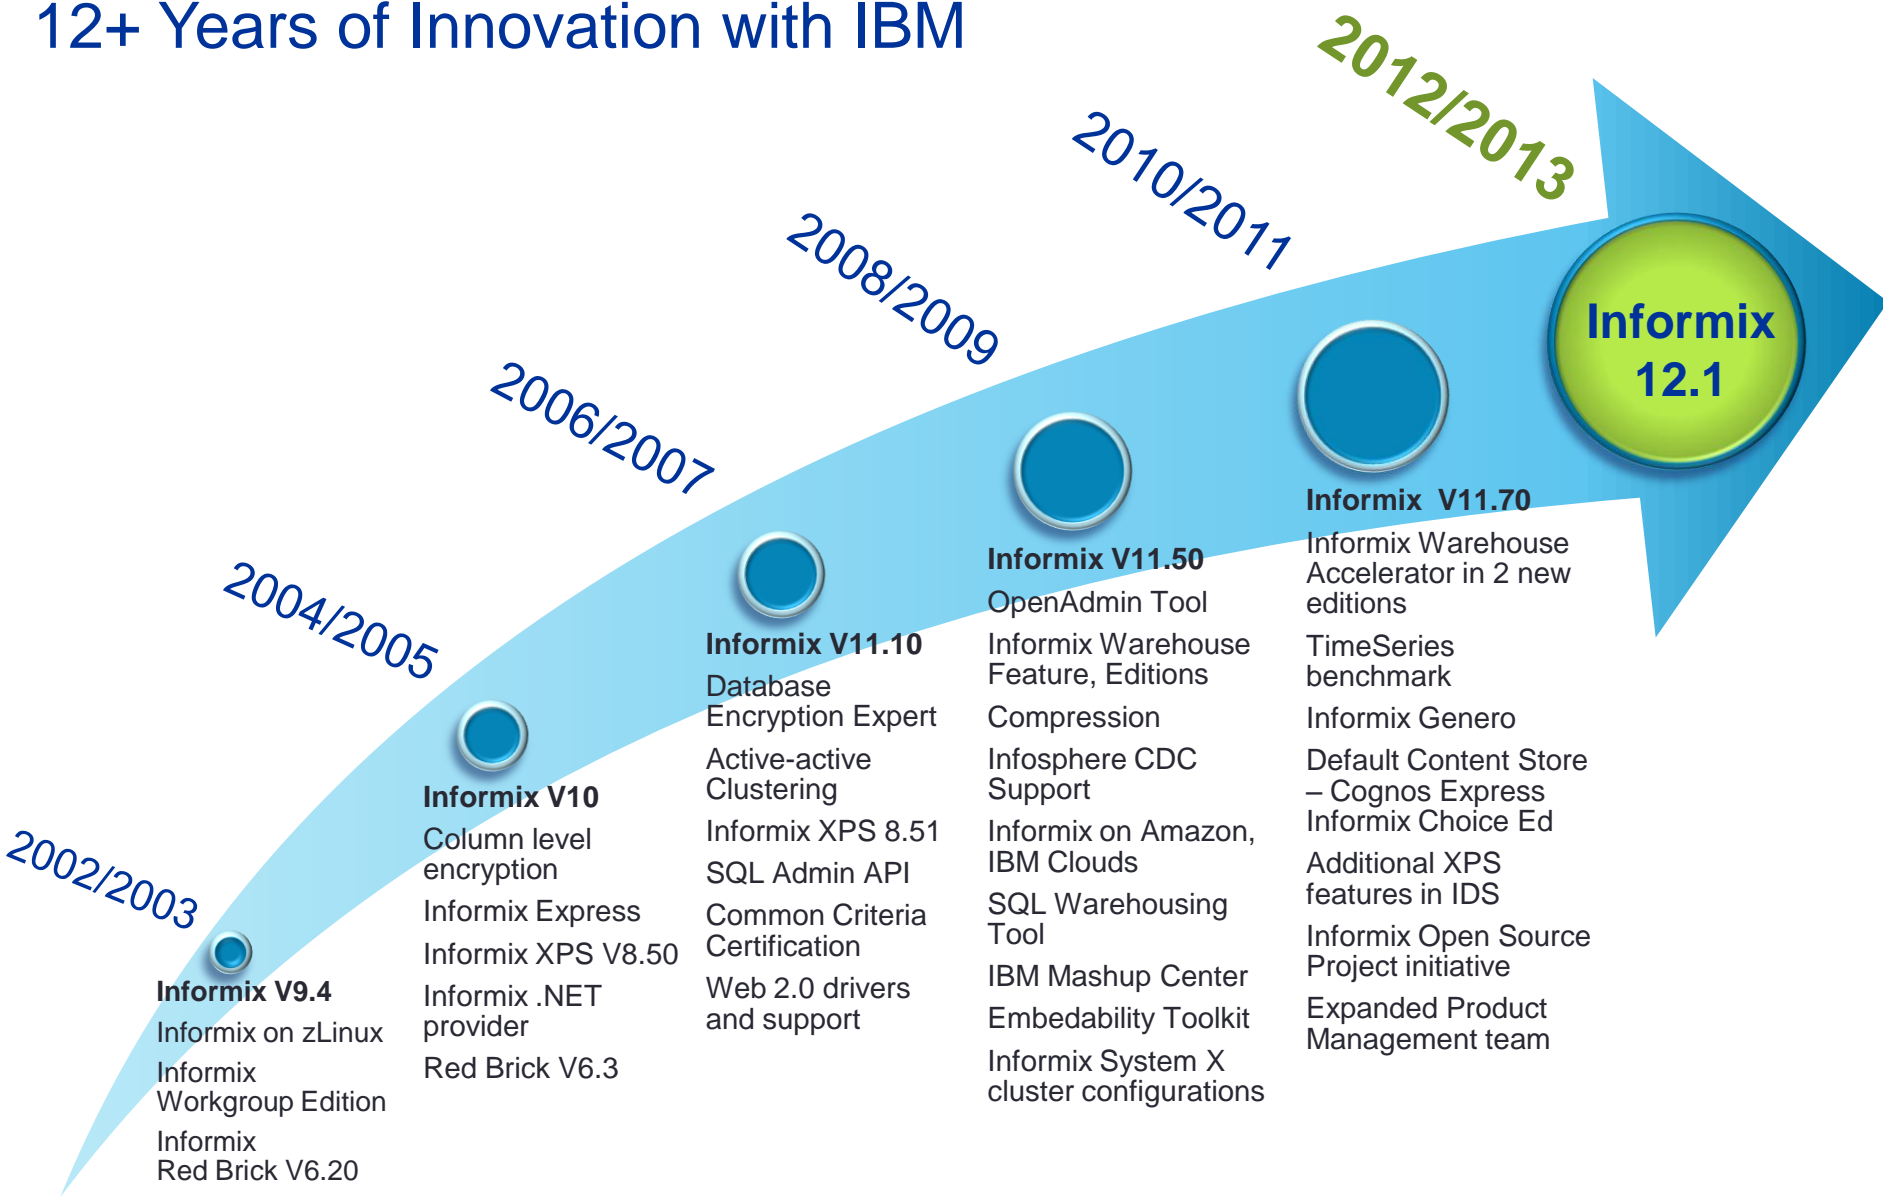 12+ Years of Innovation with IBM
2002/2003
Informix V9.4
Informix on zLinux
Informix
Workgroup Edition
Informix
Red Brick V6.20
2004/2005
Informix V10
Column level
encryption
Informix Express
Informix XPS V8.50
Informix .NET
provider
Red Brick V6.3
2006/2007
Informix V11.10
Database
Encryption Expert
Active-active
Clustering
Informix XPS 8.51
SQL Admin API
Common Criteria
Certification
Web 2.0 drivers
and support
2008/2009
Informix V11.50
OpenAdmin Tool
Informix Warehouse
Feature, Editions
Compression
Infosphere CDC
Support
Informix on Amazon,
IBM Clouds
SQL Warehousing
Tool
IBM Mashup Center
Embedability Toolkit
Informix System X
cluster configurations
2010/2011
Informix V11.70
Informix Warehouse
Accelerator in 2 new
editions
TimeSeries
benchmark
Informix Genero
Default Content Store
– Cognos Express
Informix Choice Ed
Additional XPS
features in IDS
Informix Open Source
Project initiative
Expanded Product
Management team
2012/2013
Informix
12.1